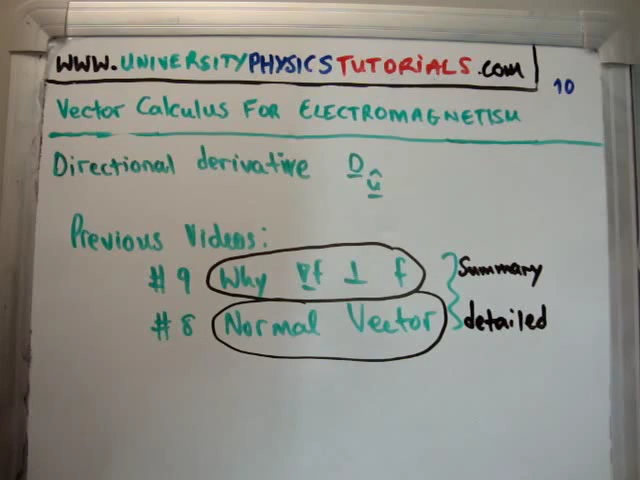 WWW.UNIVERSITYPHYSICSTUTORIALS.COM
10
Vector Calculus FOR ELECTROMAGNETISM
Directional derivative D_û
Previous Videos:
# 9 Why ∇f ⊥ f } Summary
# 8 Normal Vector } detailed